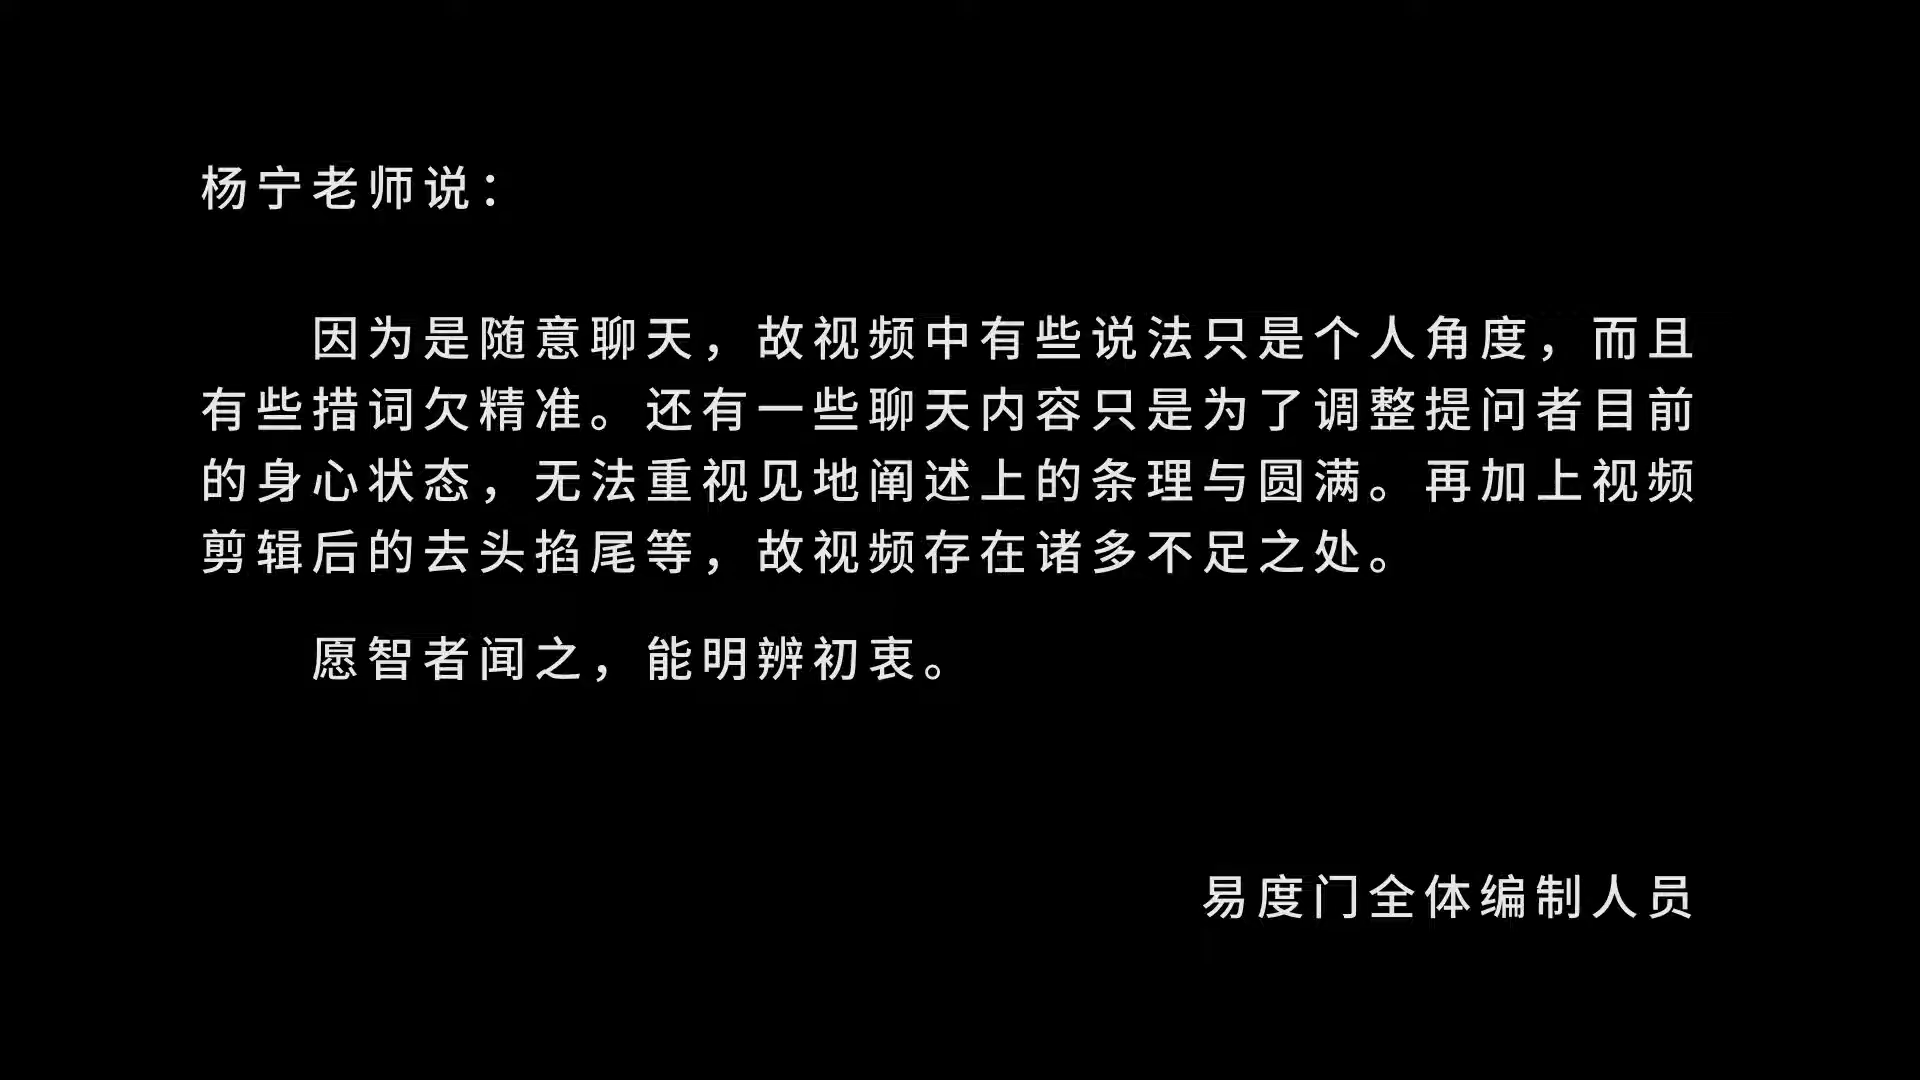 杨宁老师说：
因为是随意聊天，故视频中有些说法只是个人角度，而且
有些措词欠精准。还有一些聊天内容只是为了调整提问者目前
的身心状态，无法重视见地阐述上的条理与圆满。再加上视频
剪辑后的去头掐尾等，故视频存在诸多不足之处。
愿智者闻之，能明辨初衷。
易度门全体编制人员